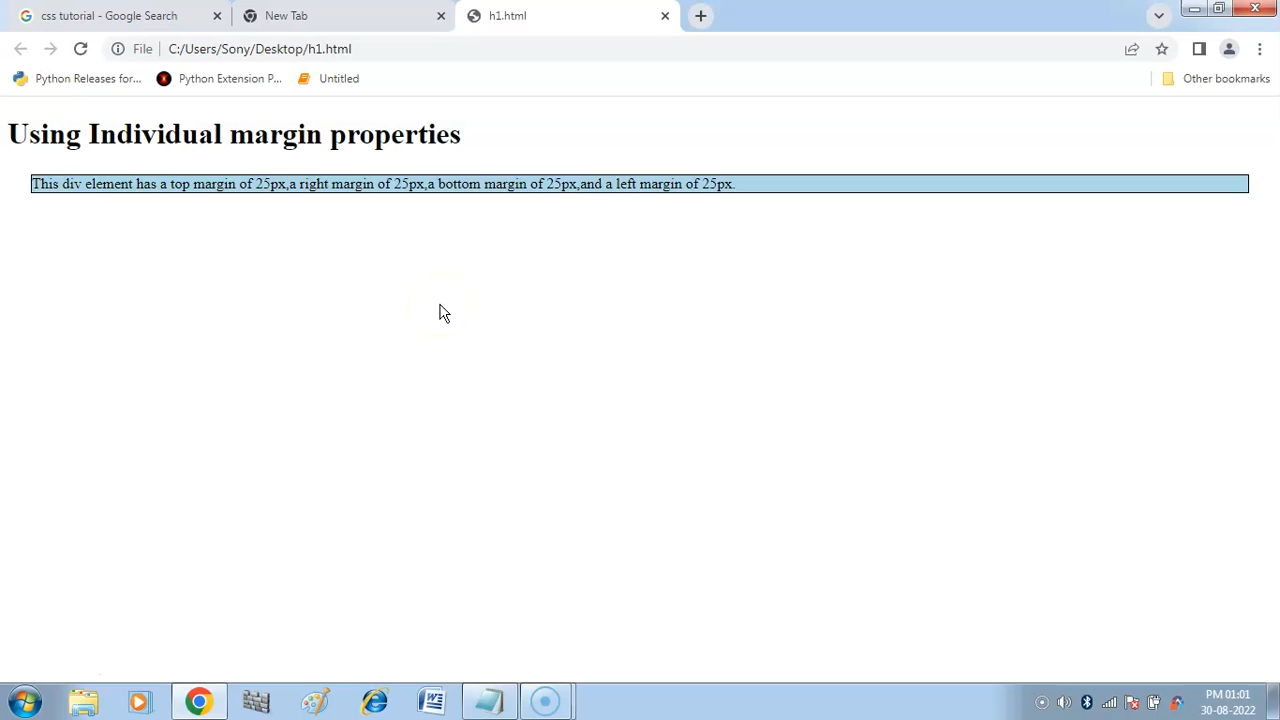 css tutorial - Google Search
New Tab
h1.html
File
C:/Users/Sony/Desktop/h1.html
Python Releases for...
Python Extension P...
Untitled
Other bookmarks
Using Individual margin properties
This div element has a top margin of 25px,a right margin of 25px,a bottom margin of 25px,and a left margin of 25px.
PM 01:01
30-08-2022